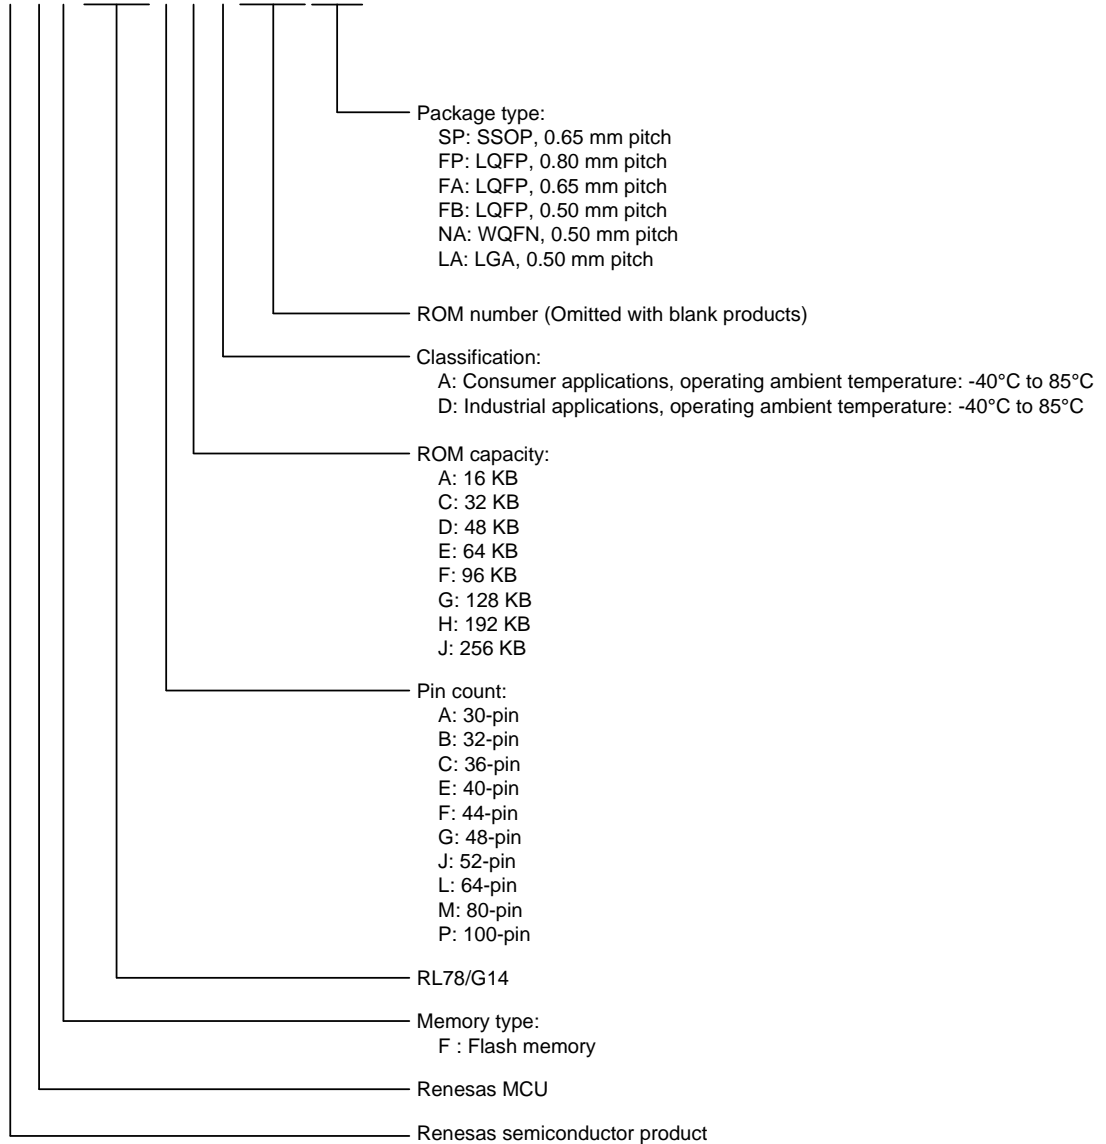 Package type:
SP: SSOP, 0.65 mm pitch
FP: LQFP, 0.80 mm pitch
FA: LQFP, 0.65 mm pitch
FB: LQFP, 0.50 mm pitch
NA: WQFN, 0.50 mm pitch
LA: LGA, 0.50 mm pitch
ROM number (Omitted with blank products)
Classification:
A: Consumer applications, operating ambient temperature: -40°C to 85°C
D: Industrial applications, operating ambient temperature: -40°C to 85°C
ROM capacity:
A: 16 KB
C: 32 KB
D: 48 KB
E: 64 KB
F: 96 KB
G: 128 KB
H: 192 KB
J: 256 KB
Pin count:
A: 30-pin
B: 32-pin
C: 36-pin
E: 40-pin
F: 44-pin
G: 48-pin
J: 52-pin
L: 64-pin
M: 80-pin
P: 100-pin
RL78/G14
Memory type:
F : Flash memory
Renesas MCU
Renesas semiconductor product